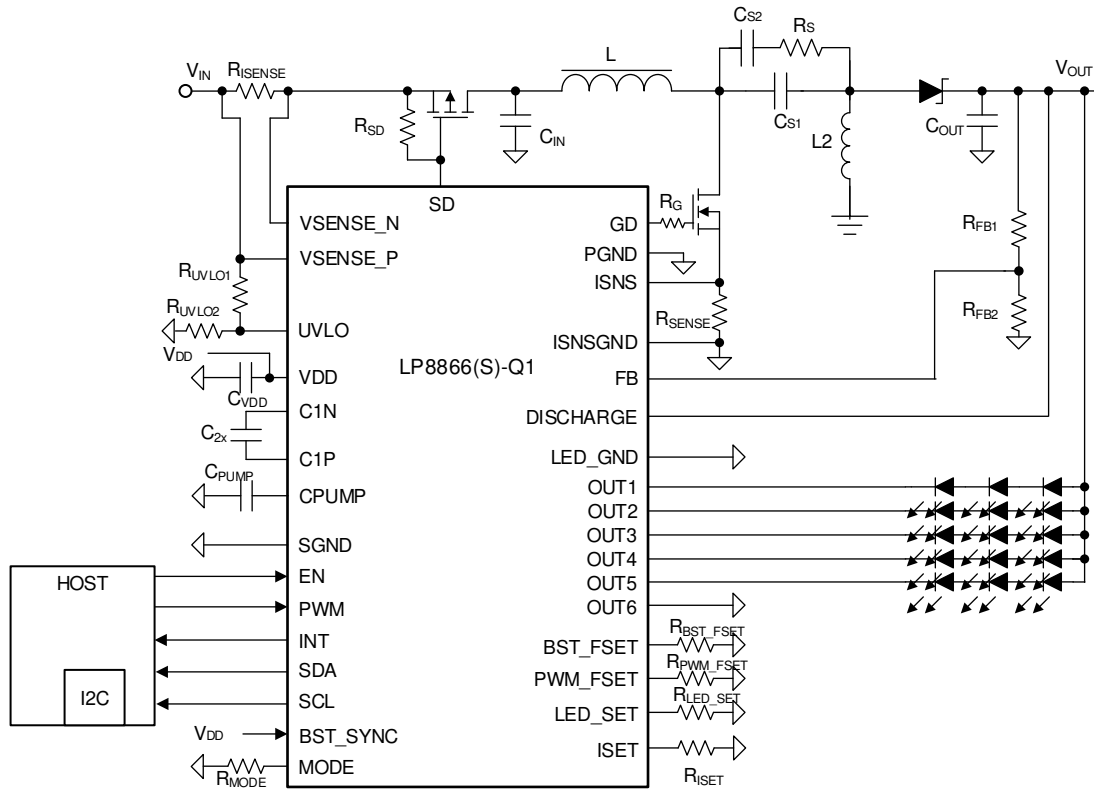 CS2
RS
L
VIN
RISENSE
VOUT
RSD
CIN
CS1
L2
COUT
SD
RG
GD
VSENSE_N
PGND
RFB1
VSENSE_P
ISNS
RUVLO1
RUVLO2
RSENSE
RFB2
UVLO
ISNSGND
VDD
LP8866(S)-Q1
VDD
FB
CVDD
C1N
DISCHARGE
C2x
C1P
LED_GND
CPUMP
CPUMP
OUT1
OUT2
SGND
OUT3
OUT4
HOST
EN
OUT5
PWM
OUT6
INT
RBST_FSET
BST_FSET
SDA
RPWM_FSET
PWM_FSET
I2C
SCL
RLED_SET
LED_SET
VDD
BST_SYNC
ISET
MODE
RMODE
RISET